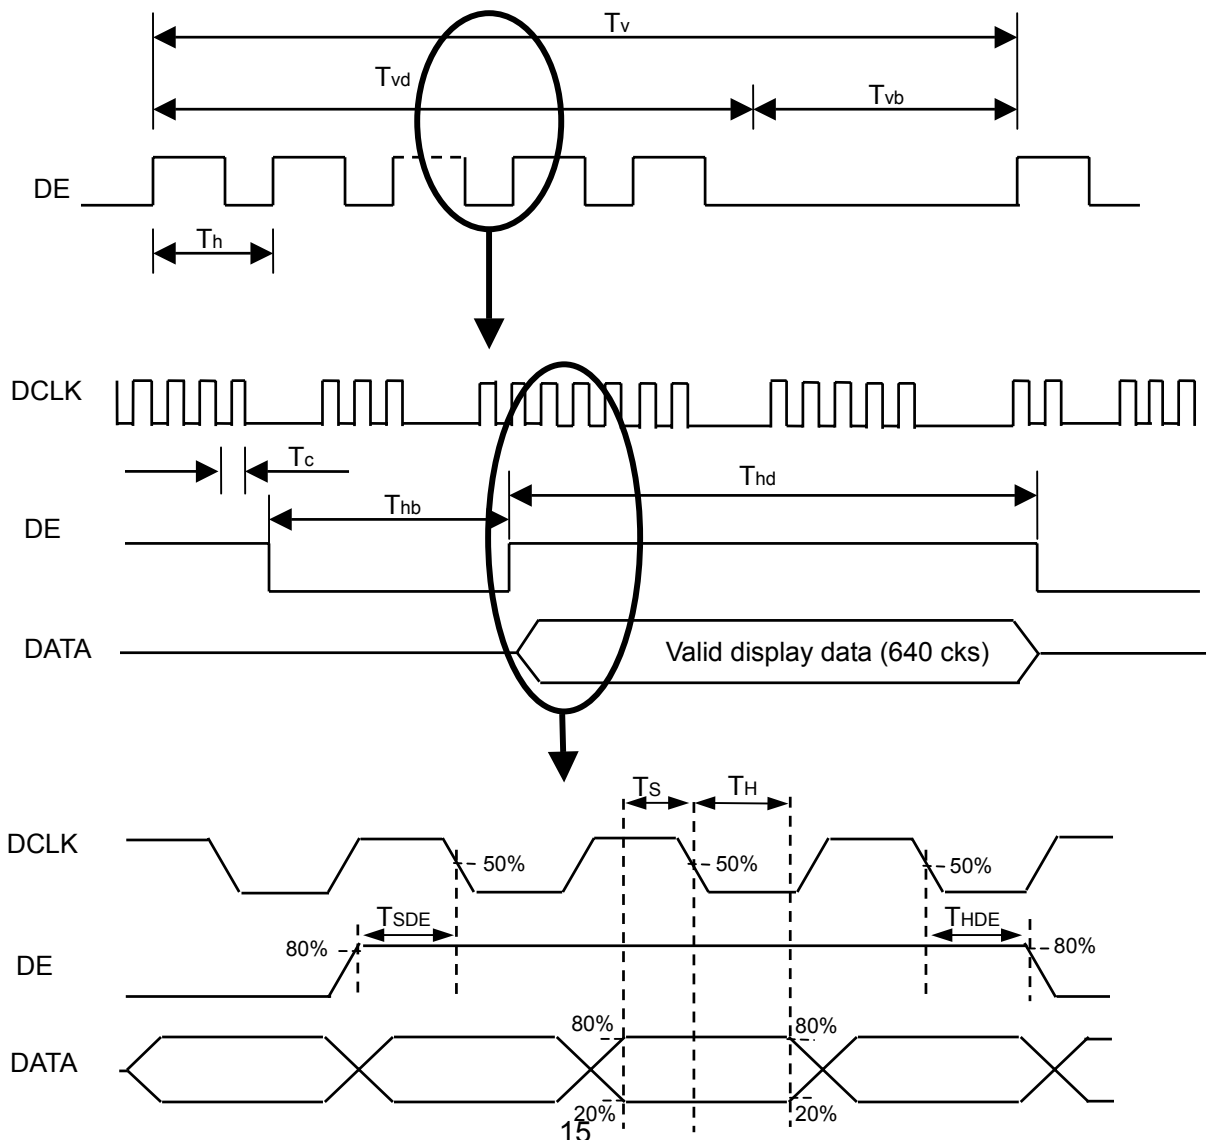 Tv
Tvd
Tvb
DE
Th
DCLK
Tc
Thd
Thb
DE
DATA
Valid display data (640 cks)
TS
TH
DCLK
50%
50%
50%
TSDE
THDE
80%
80%
DE
80%
80%
DATA
20%
20%
15